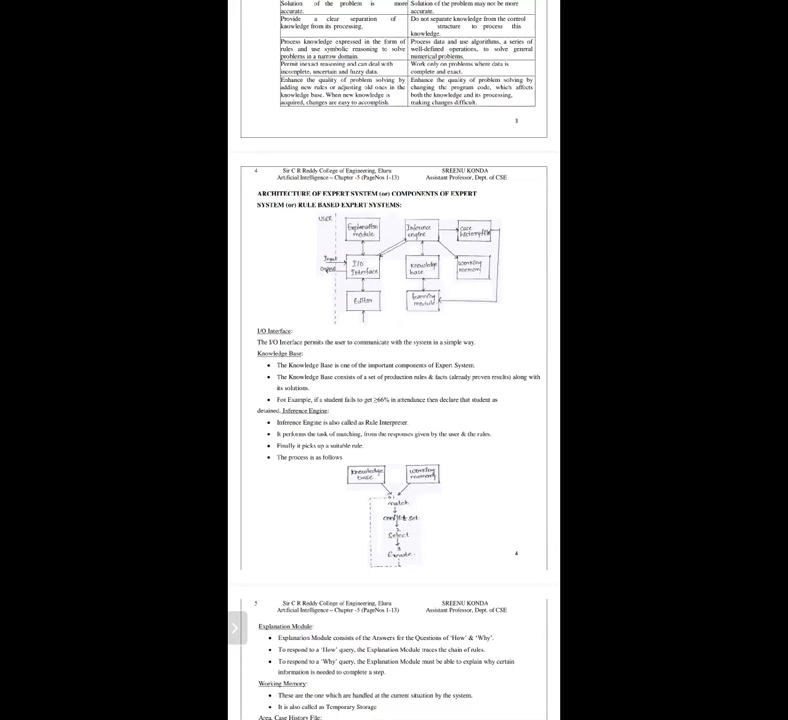 Solution of the problem is more
accurate.
Solution of the problem may not be more
accurate.
Provide a clear separation of
knowledge from its processing.
Do not separate knowledge from the control
structure to process this
knowledge.
Process knowledge expressed in the form of
rules and use symbolic reasoning to solve
problems in a narrow domain.
Process data and use algorithms, a series of
well-defined operations, to solve general
numerical problems.
Permit inexact reasoning and can deal with
incomplete, uncertain and fuzzy data.
Work only on problems where data is
complete and exact.
Enhance the quality of problem solving by
adding new rules or adjusting old ones in the
knowledge base. When new knowledge is
acquired, changes are easy to accomplish.
Enhance the quality of problem solving by
changing the program code, which affects
both the knowledge and its processing,
making changes difficult.
3
4 Sir C R Reddy College of Engineering, Eluru SREENU KONDA
Artificial Intelligence – Chapter -5 (PageNos 1-13) Assistant Professor, Dept. of CSE
ARCHITECTURE OF EXPERT SYSTEM (or) COMPONENTS OF EXPERT
SYSTEM (or) RULE BASED EXPERT SYSTEMS:
USER
Explanation
module
Inference
engine
Case
Input
I/O
Interface
Knowledge
base
working
memory
Editor
Learning
module
I/O Interface:
The I/O Interface permits the user to communicate with the system in a simple way.
Knowledge Base:
• The Knowledge Base is one of the important components of Expert System.
• The Knowledge Base consists of a set of production rules & facts (already proven results) along with
its solutions.
• For Example, if a student fails to get ≥66% in attendance then declare that student as
detained. Inference Engine:
• Inference Engine is also called as Rule Interpreter.
• It performs the task of matching, from the responses given by the user & the rules.
• Finally it picks up a suitable rule.
• The process is as follows
Knowledge
base
working
memory
match
conflict set
2
Select
3
Execute
4
5 Sir C R Reddy College of Engineering, Eluru SREENU KONDA
Artificial Intelligence – Chapter -5 (PageNos 1-13) Assistant Professor, Dept. of CSE
Explanation Module:
• Explanation Module consists of the Answers for the Questions of 'How' & 'Why'.
• To respond to a 'How' query, the Explanation Module traces the chain of rules.
• To respond to a 'Why' query, the Explanation Module must be able to explain why certain
information is needed to complete a step.
Working Memory:
• These are the one which are handled at the current situation by the system.
• It is also called as Temporary Storage
Area. Case History File: